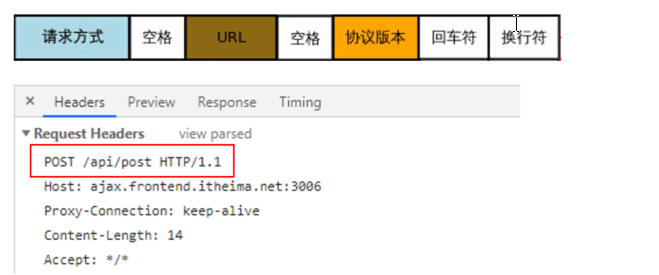 请求方式 空格 URL 空格 协议版本 回车符 换行符
× Headers Preview Response Timing
▼Request Headers view parsed
POST /api/post HTTP/1.1
Host: ajax.frontend.itheima.net:3006
Proxy-Connection: keep-alive
Content-Length: 14
Accept: */*